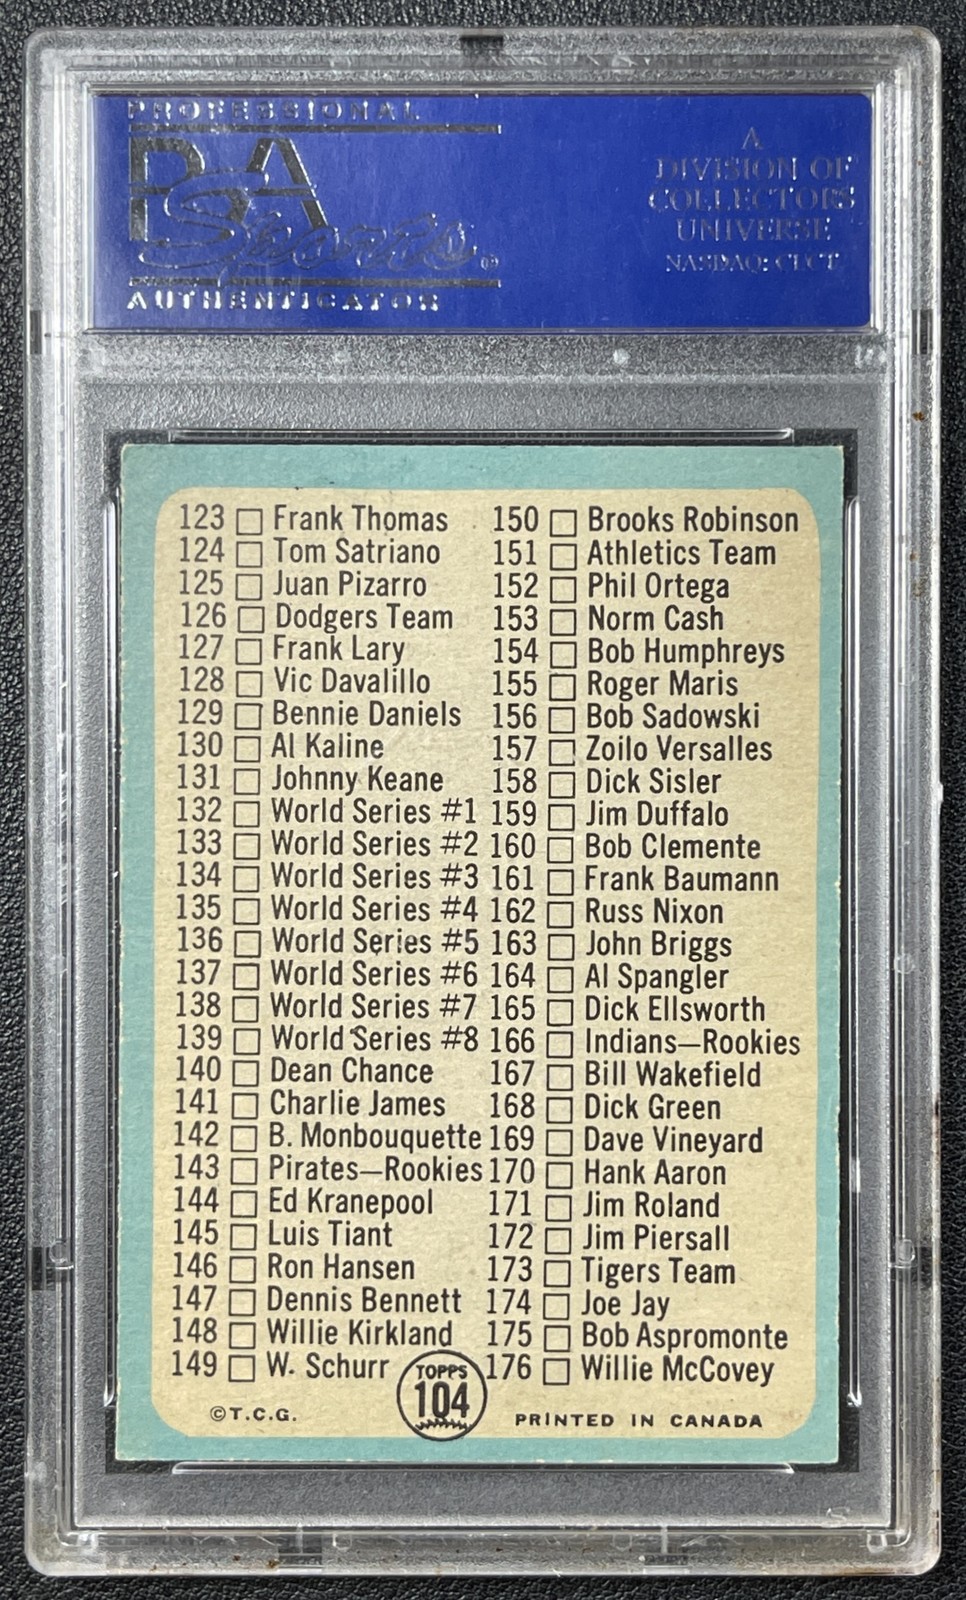 PROFESSIONAL
PSA
Sports®
AUTHENTICATOR
A
DIVISION OF
COLLECTORS
UNIVERSE
NASDAQ: CLCT
123 Frank Thomas
124 Tom Satriano
125 Juan Pizarro
126 Dodgers Team
127 Frank Lary
128 Vic Davalillo
129 Bennie Daniels
130 Al Kaline
131 Johnny Keane
132 World Series #1
133 World Series #2
134 World Series #3
135 World Series #4
136 World Series #5
137 World Series #6
138 World Series #7
139 World Series #8
140 Dean Chance
141 Charlie James
142 B. Monbouquette
143 Pirates—Rookies
144 Ed Kranepool
145 Luis Tiant
146 Ron Hansen
147 Dennis Bennett
148 Willie Kirkland
149 W. Schurr
150 Brooks Robinson
151 Athletics Team
152 Phil Ortega
153 Norm Cash
154 Bob Humphreys
155 Roger Maris
156 Bob Sadowski
157 Zoilo Versalles
158 Dick Sisler
159 Jim Duffalo
160 Bob Clemente
161 Frank Baumann
162 Russ Nixon
163 John Briggs
164 Al Spangler
165 Dick Ellsworth
166 Indians—Rookies
167 Bill Wakefield
168 Dick Green
169 Dave Vineyard
170 Hank Aaron
171 Jim Roland
172 Jim Piersall
173 Tigers Team
174 Joe Jay
175 Bob Aspromonte
176 Willie McCovey
©T.C.G.
TOPPS
104
PRINTED IN CANADA